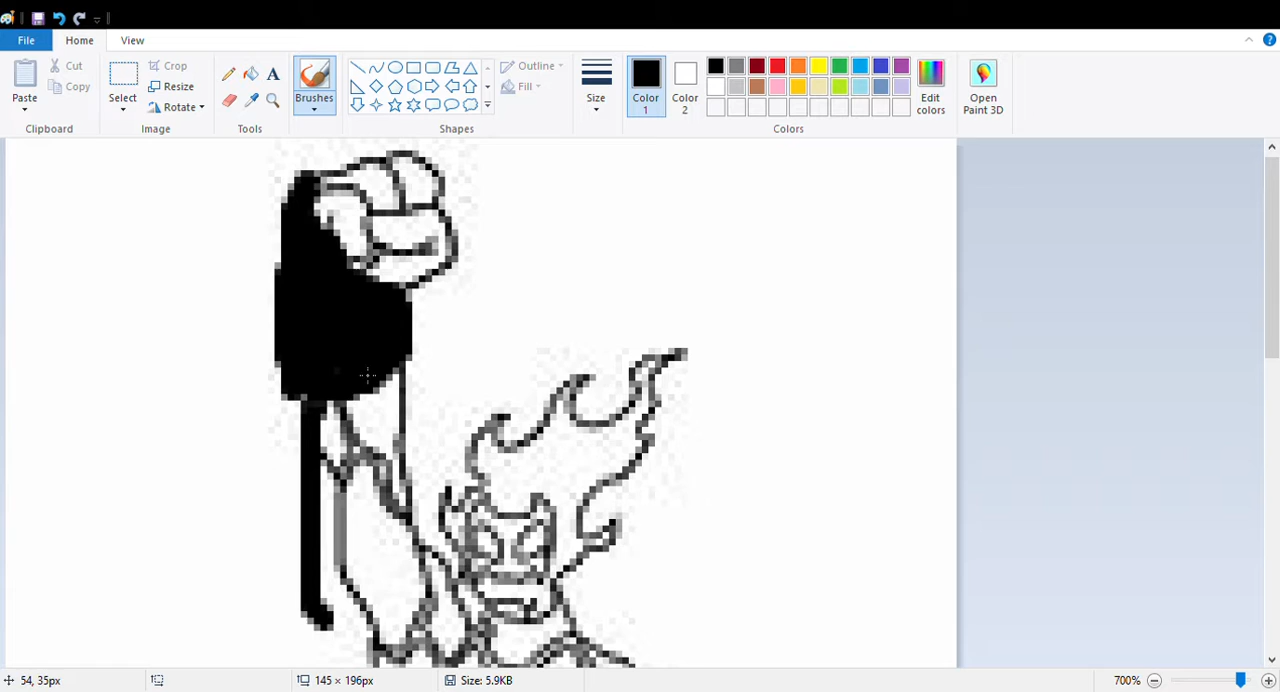 File Home View
Cut
Copy
Paste
Clipboard
Select
Crop
Resize
Rotate
Image
A
Tools
Brushes
Outline
Fill
Shapes
Size
Color
1
Color
2
Edit
colors
Colors
Open
Paint 3D
?
54, 35px
145 × 196px
Size: 5.9KB
700%